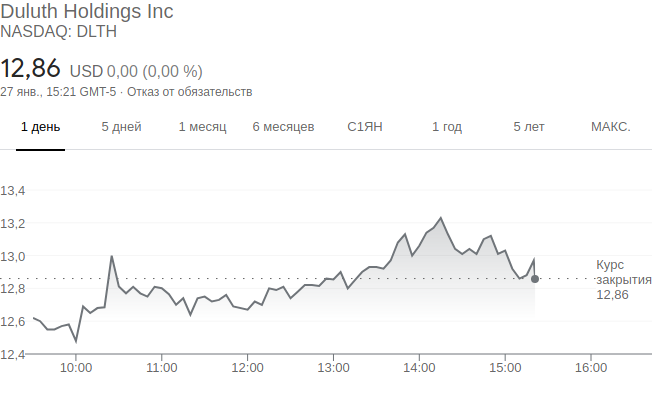 Duluth Holdings Inc
NASDAQ: DLTH
12,86 USD 0,00 (0,00 %)
27 янв., 15:21 GMT-5 · Отказ от обязательств
1 день 5 дней 1 месяц 6 месяцев С1ЯН 1 год 5 лет МАКС.
13,4
13,2
13,0
12,8
12,6
12,4
Курс
закрытия
12,86
10:00 11:00 12:00 13:00 14:00 15:00 16:00